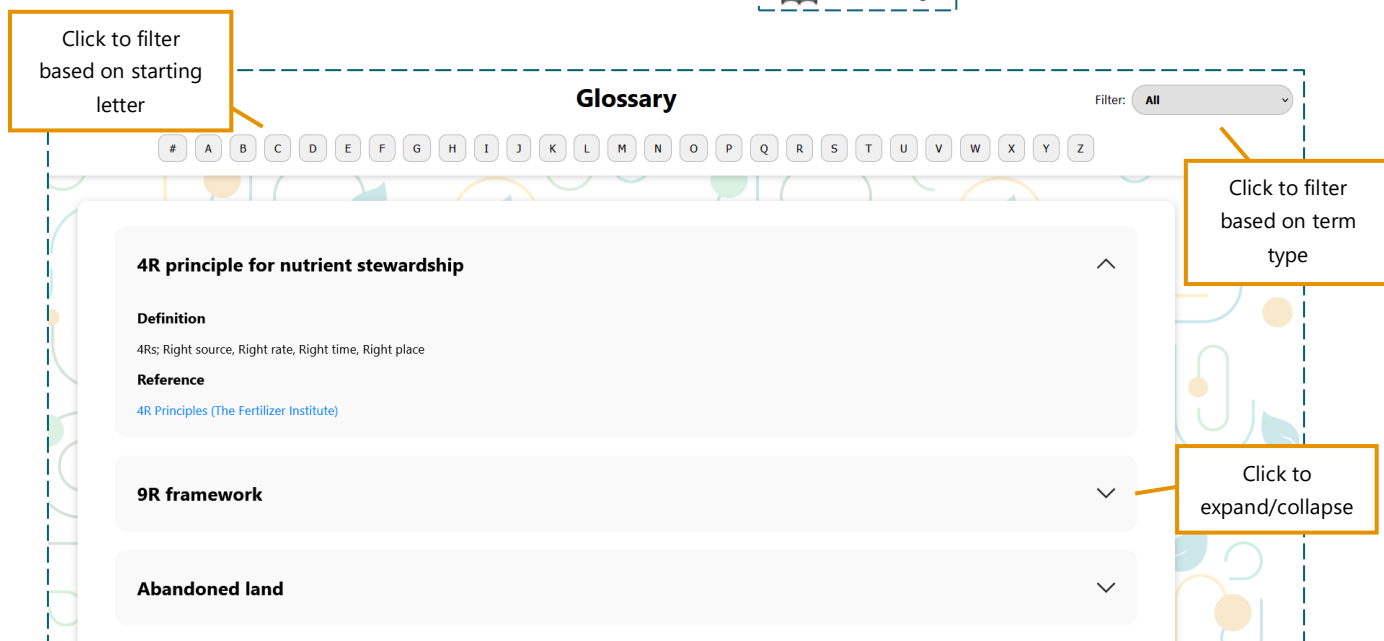 Click to filter
based on starting
letter
Glossary
Filter: All
# A B C D E F G H I J K L M N O P Q R S T U V W X Y Z
Click to filter
based on term
type
4R principle for nutrient stewardship
Definition
4Rs; Right source, Right rate, Right time, Right place
Reference
4R Principles (The Fertilizer Institute)
9R framework
Click to
expand/collapse
Abandoned land